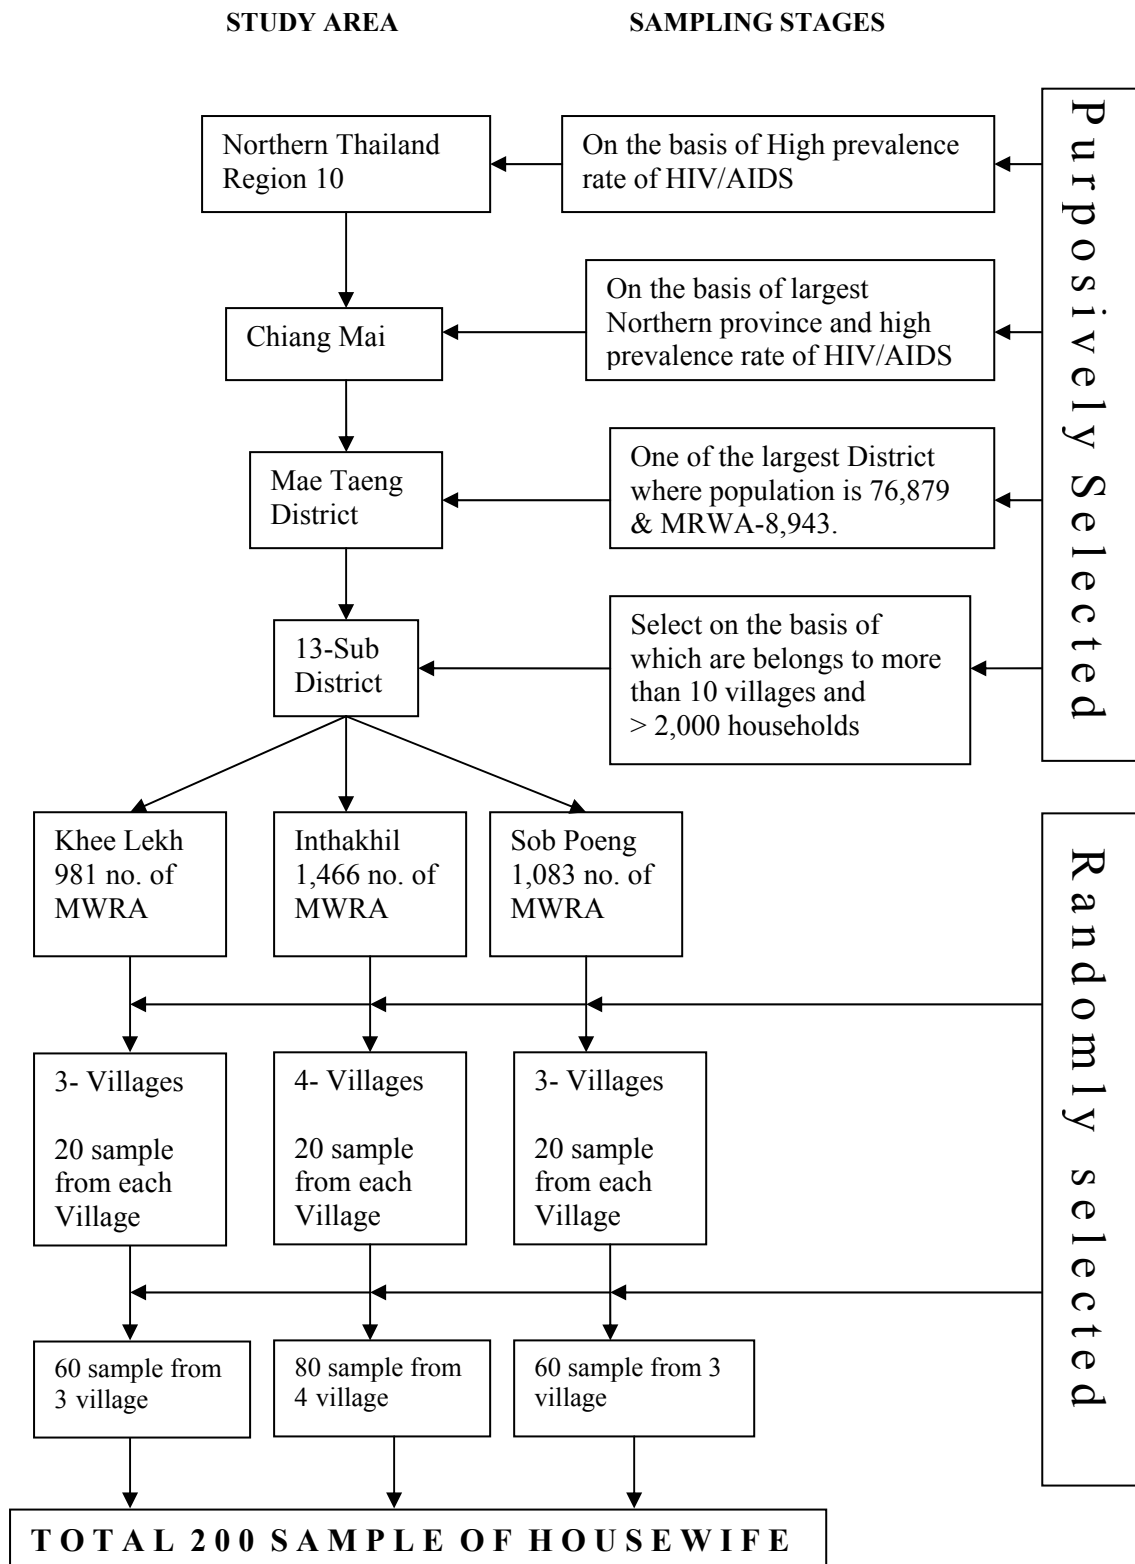 STUDY AREA
SAMPLING STAGES
Northern Thailand
Region 10
On the basis of High prevalence
rate of HIV/AIDS
Chiang Mai
On the basis of largest
Northern province and high
prevalence rate of HIV/AIDS
Mae Taeng
District
One of the largest District
where population is 76,879
& MRWA-8,943.
13-Sub
District
Select on the basis of
which are belongs to more
than 10 villages and
> 2,000 households
Purposively Selected
Khee Lekh
981 no. of
MWRA
Inthakhil
1,466 no. of
MWRA
Sob Poeng
1,083 no. of
MWRA
3- Villages
20 sample
from each
Village
4- Villages
20 sample
from each
Village
3- Villages
20 sample
from each
Village
60 sample from
3 village
80 sample from
4 village
60 sample from 3
village
Randomly selected
TOTAL 200 SAMPLE OF HOUSEWIFE